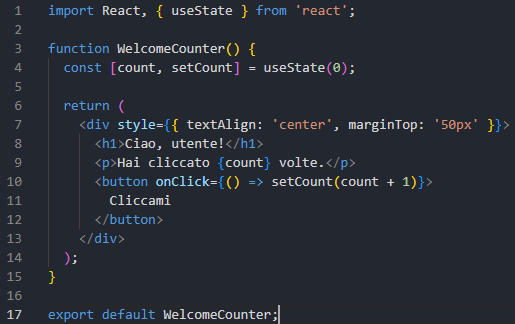 1 import React, { useState } from 'react';
2
3 function WelcomeCounter() {
4   const [count, setCount] = useState(0);
5
6   return (
7     <div style={{ textAlign: 'center', marginTop: '50px' }}>
8       <h1>Ciao, utente!</h1>
9       <p>Hai cliccato {count} volte.</p>
10       <button onClick={() => setCount(count + 1)}>
11         Cliccami
12       </button>
13     </div>
14   );
15 }
16
17 export default WelcomeCounter;